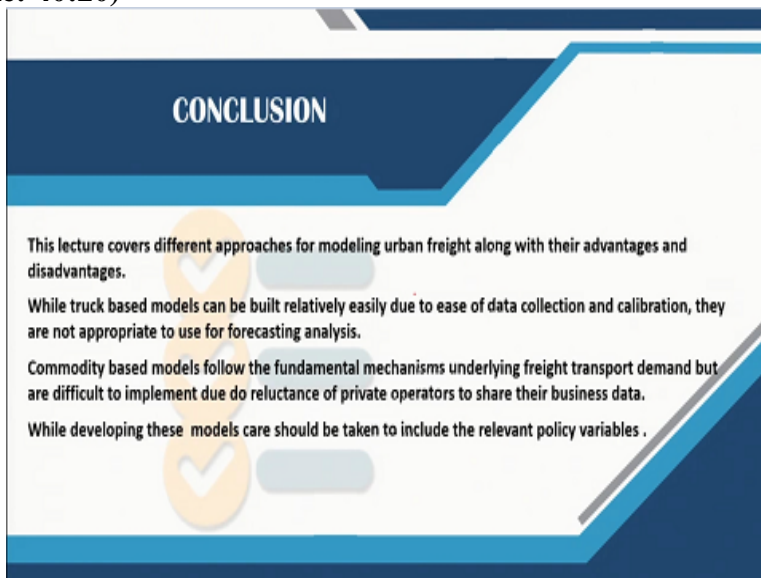 CONCLUSION
This lecture covers different approaches for modeling urban freight along with their advantages and
disadvantages.
While truck based models can be built relatively easily due to ease of data collection and calibration, they
are not appropriate to use for forecasting analysis.
Commodity based models follow the fundamental mechanisms underlying freight transport demand but
are difficult to implement due do reluctance of private operators to share their business data.
While developing these models care should be taken to include the relevant policy variables .